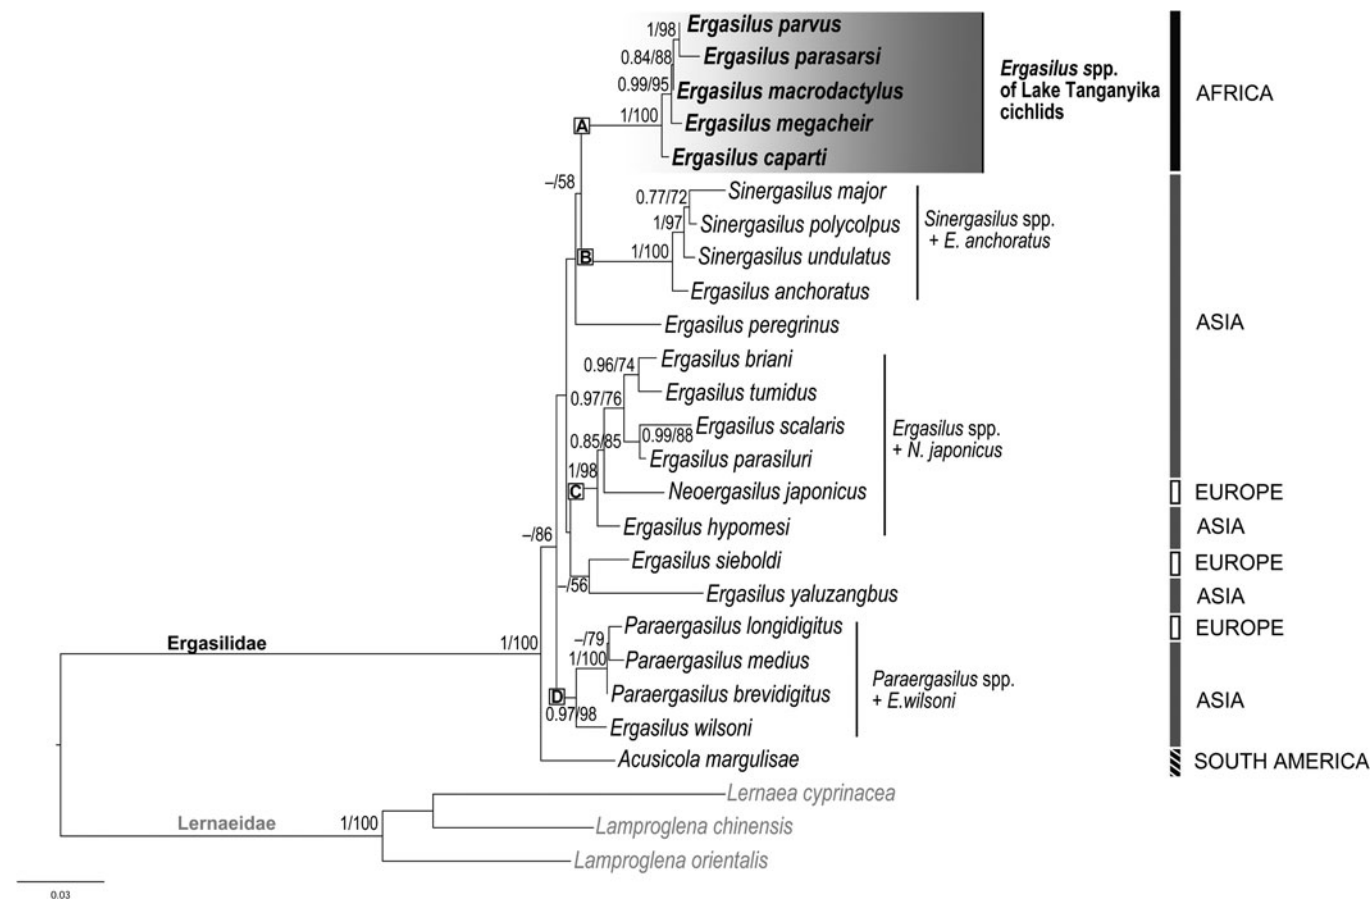 1/98
Ergasilus parvus
0.84/88
Ergasilus parasarsi
0.99/95
Ergasilus macrodactylus
1/100
Ergasilus megacheir
A
Ergasilus caparti
Ergasilus spp.
of Lake Tanganyika
cichlids
AFRICA
–/58
0.77/72
Sinergasilus major
1/97
Sinergasilus polycolpus
1/100
Sinergasilus undulatus
B
Ergasilus anchoratus
Sinergasilus spp.
+ E. anchoratus
Ergasilus peregrinus
ASIA
0.96/74
Ergasilus briani
0.97/76
Ergasilus tumidus
0.85/85
0.99/88
Ergasilus scalaris
Ergasilus parasiluri
1/98
C
Neoergasilus japonicus
Ergasilus hypomesi
Ergasilus spp.
+ N. japonicus
EUROPE
ASIA
–/86
Ergasilus sieboldi
EUROPE
–/56
Ergasilus yaluzangbus
ASIA
–/79
Paraergasilus longidigitus
EUROPE
1/100
Paraergasilus medius
D
Paraergasilus brevidigitus
0.97/98
Ergasilus wilsoni
Paraergasilus spp.
+ E.wilsoni
ASIA
Ergasilidae
1/100
Acusicola margulisae
SOUTH AMERICA
Lernaea cyprinacea
Lernaeidae
1/100
Lamproglena chinensis
Lamproglena orientalis
0.03